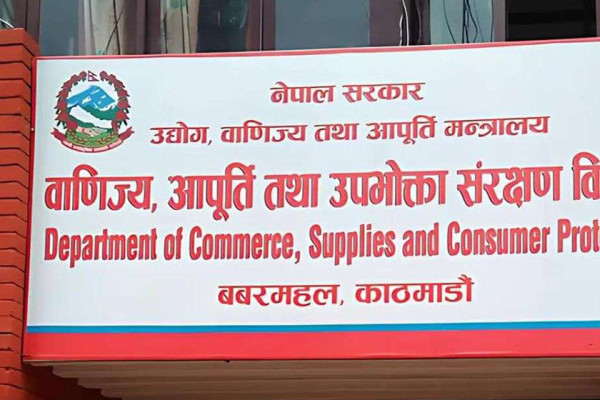 नेपाल सरकार
उद्योग, वाणिज्य तथा आपूर्ति मन्त्रालय
वाणिज्य, आपूर्ति तथा उपभोक्ता संरक्षण वि
Department of Commerce, Supplies and Consumer Prot
बबरमहल, काठमाडौं